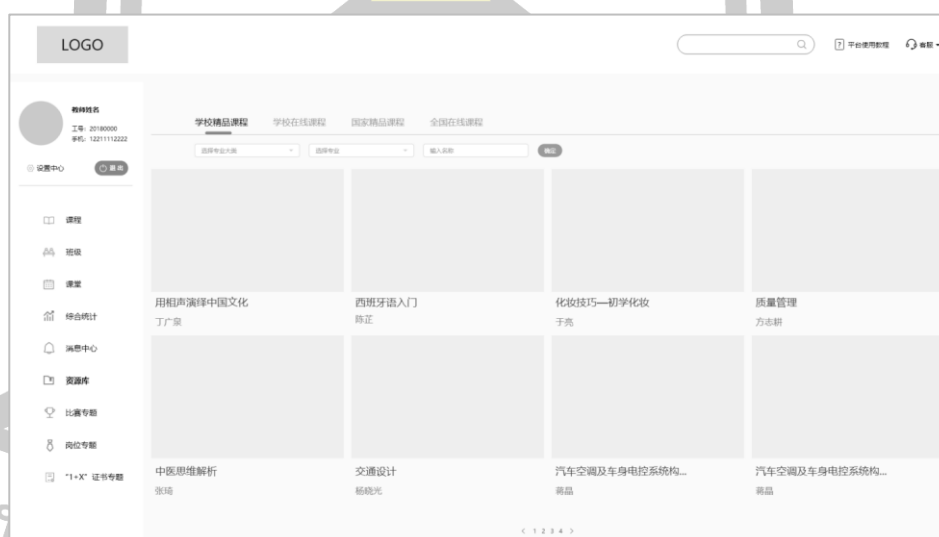 LOGO
? 平台使用教程 客服
教师姓名
工号: 20180000
手机: 12211112222
设置中心 退出
学校精品课程 学校在线课程 国家精品课程 全国在线课程
选择专业大类 选择专业 输入名称 确定
课程
班级
课堂
综合统计
消息中心
资源库
比赛专题
岗位专题
“1+X”证书专题
用相声演绎中国文化 西班牙语入门 化妆技巧—初学化妆 质量管理
丁广泉 陈芷 于亮 方志耕
中医思维解析 交通设计 汽车空调及车身电控系统构... 汽车空调及车身电控系统构...
张琦 杨晓光 蒋晶 蒋晶
< 1 2 3 4 >